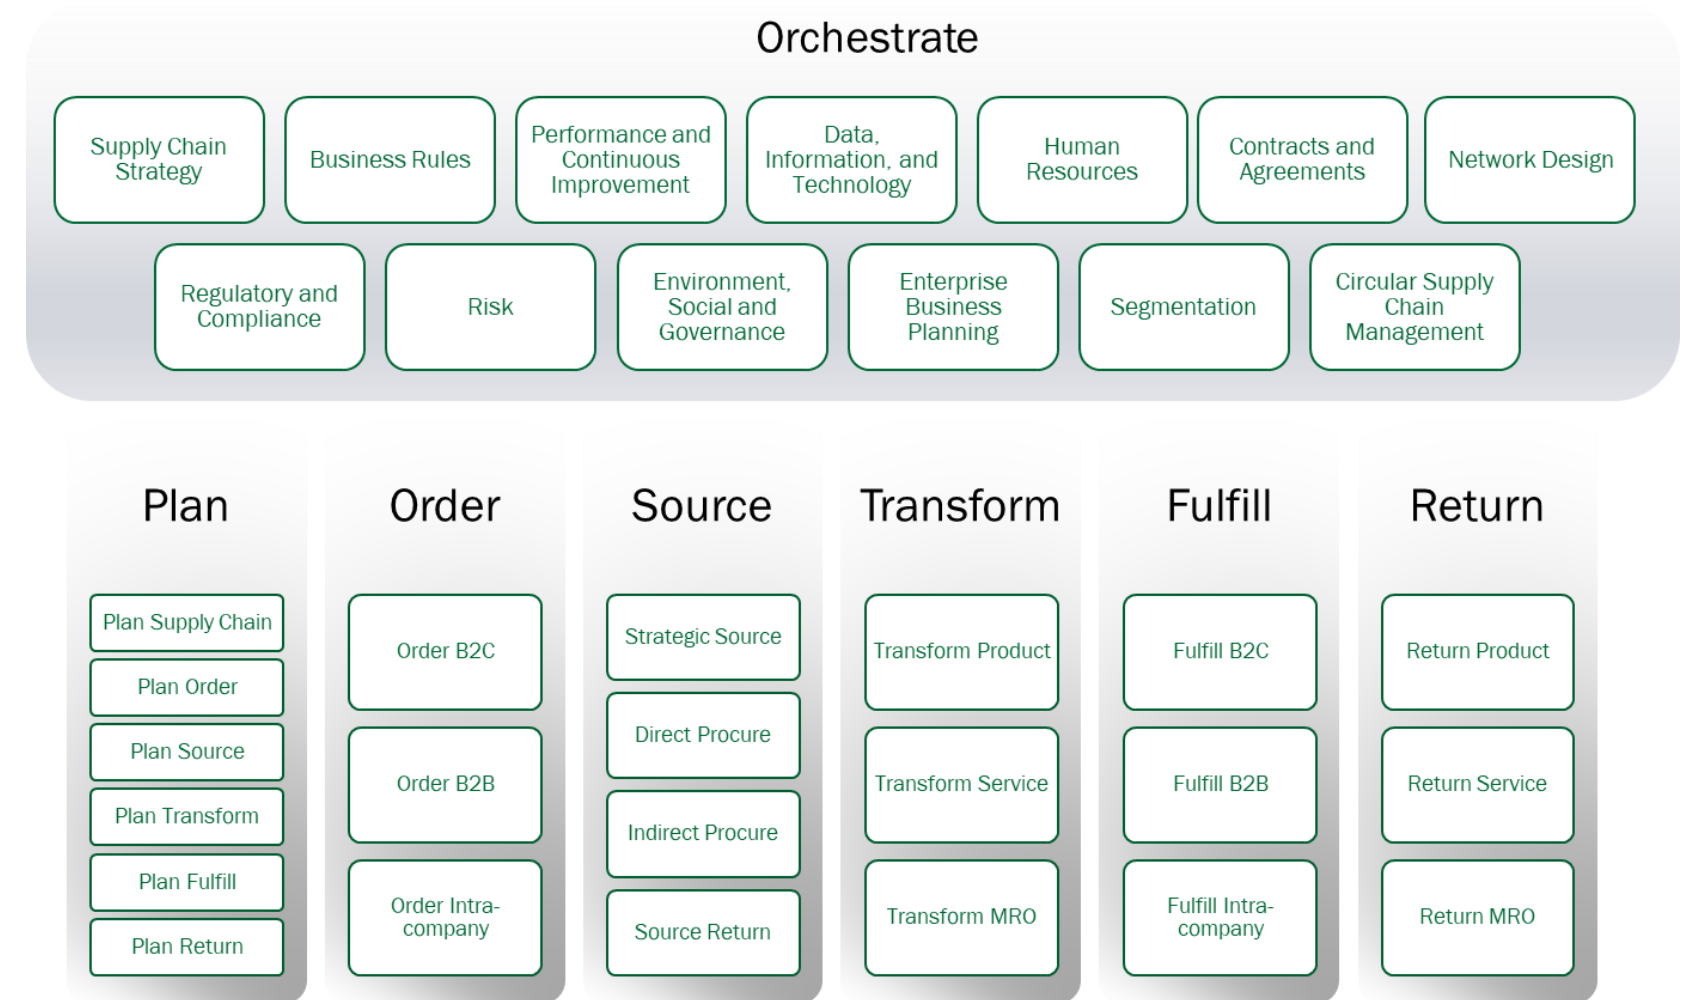 Orchestrate
Supply Chain
Strategy
Business Rules
Performance and
Continuous
Improvement
Data,
Information, and
Technology
Human
Resources
Contracts and
Agreements
Network Design
Regulatory and
Compliance
Risk
Environment,
Social and
Governance
Enterprise
Business
Planning
Segmentation
Circular Supply
Chain
Management
Plan
Plan Supply Chain
Plan Order
Plan Source
Plan Transform
Plan Fulfill
Plan Return
Order
Order B2C
Order B2B
Order Intra-
company
Source
Strategic Source
Direct Procure
Indirect Procure
Source Return
Transform
Transform Product
Transform Service
Transform MRO
Fulfill
Fulfill B2C
Fulfill B2B
Fulfill Intra-
company
Return
Return Product
Return Service
Return MRO